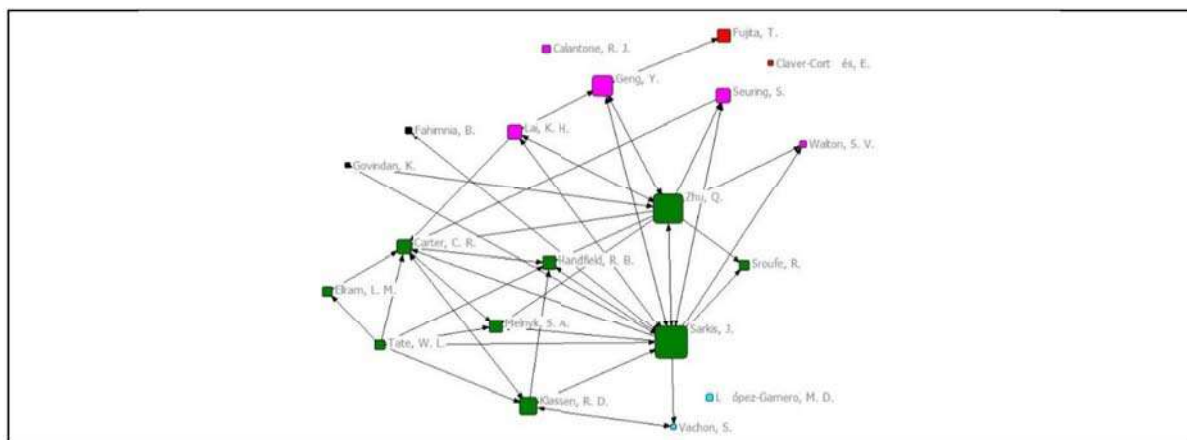 Fujita, T.
Calantone, R. J.
Claver-Cort és, E.
Geng, Y.
Seuring, S.
Fahimnia, B.
Lai, K. H.
Walton, S. V.
Govindan, K.
Zhu, Q.
Carter, C. R.
Handfield, R. B.
Sroufe, R.
Ellram, L. M.
Melnyk, S. A.
Sarkis, J.
Tate, W. L.
L ópez-Gamero, M. D.
Klassen, R. D.
Vachon, S.